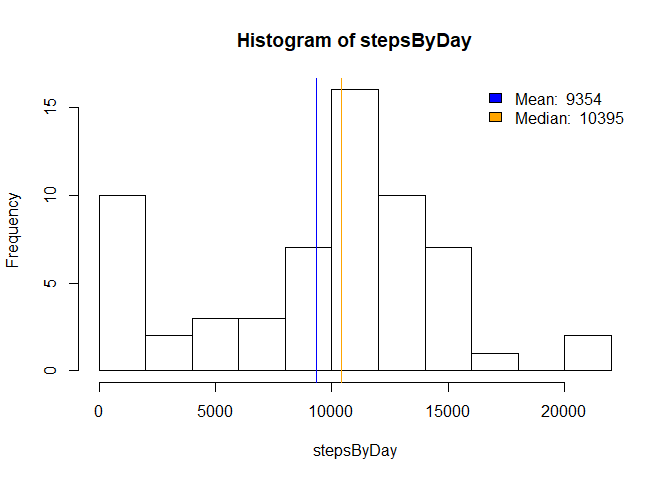 Histogram of stepsByDay
Mean: 9354
Median: 10395
Frequency
15
10
5
0
0 5000 10000 15000 20000
stepsByDay